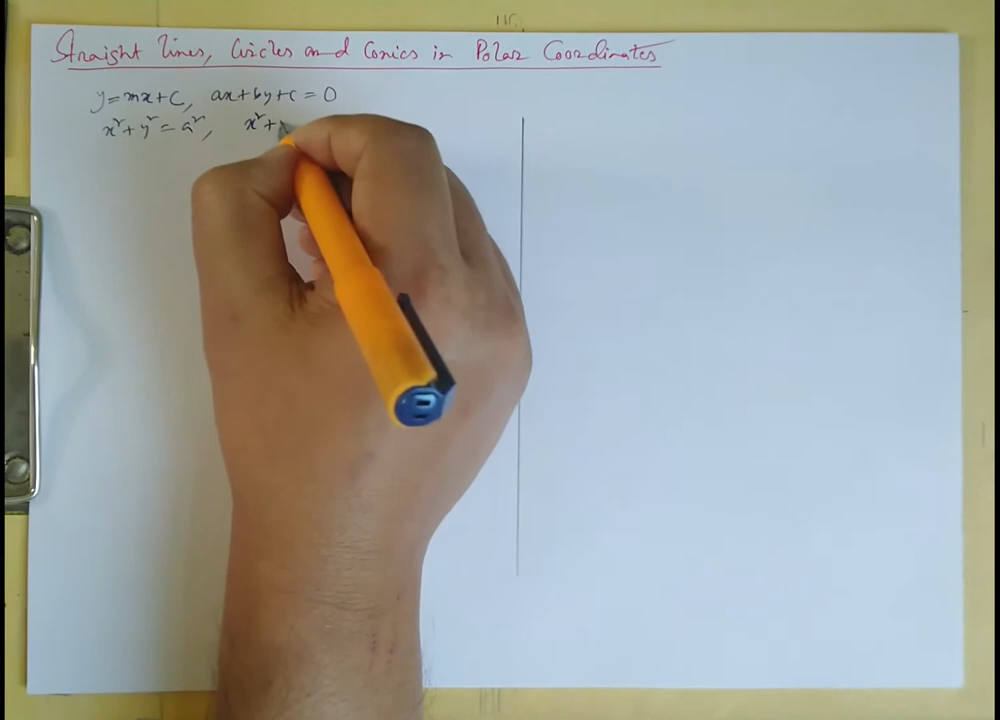 Straight lines, Circles and Conics in Polar Coordinates
y=mx+c, ax+by+c=0
x²+y²=a², x²+